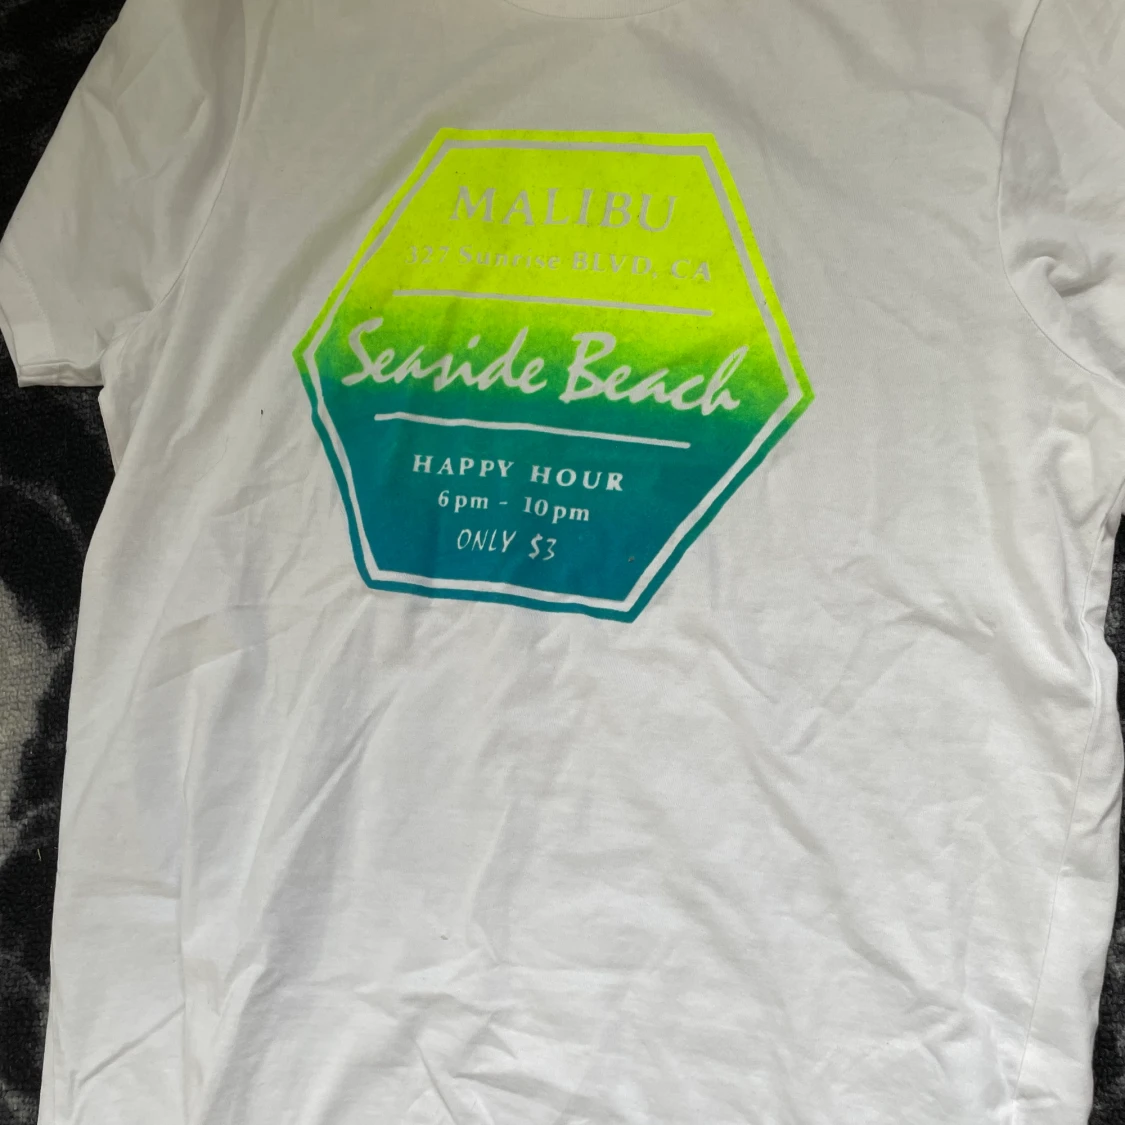 MALIBU
327 Sunrise BLVD, CA
Seaside Beach
HAPPY HOUR
6pm - 10pm
ONLY $3